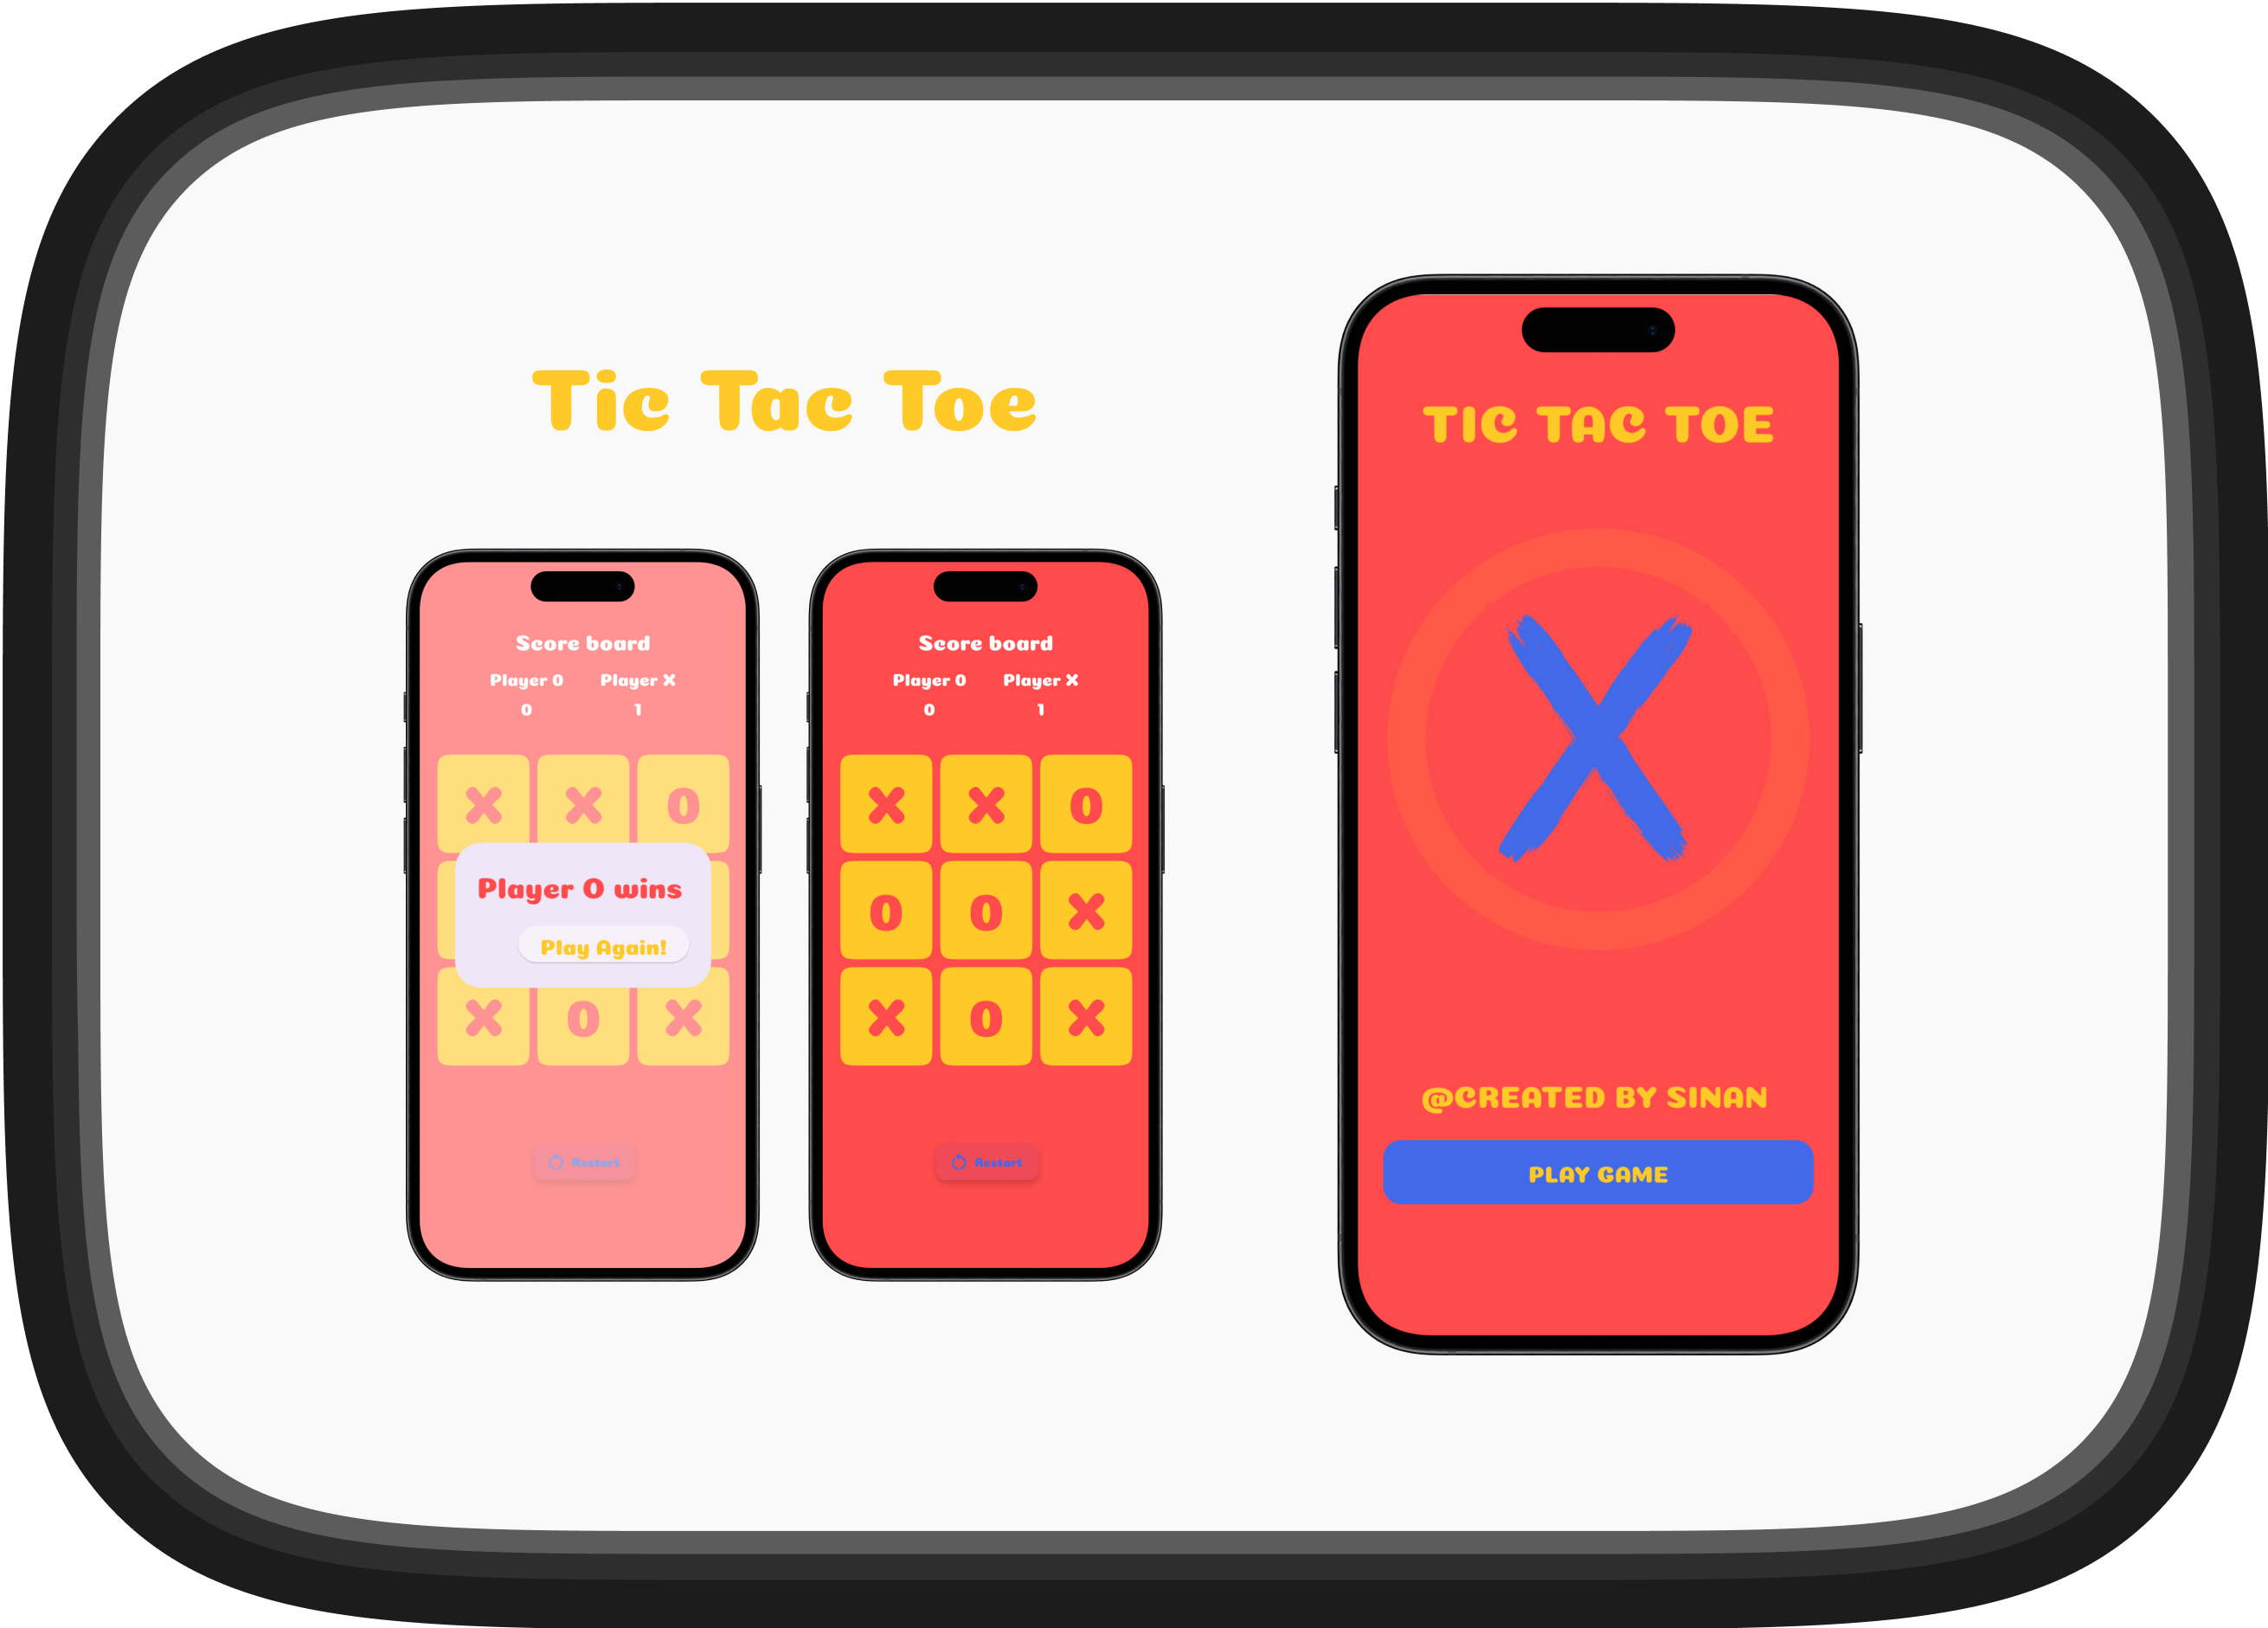 Tic Tac Toe
Score board
Player O Player X
0 1
X X O
Player O wins
Play Again!
X O X
Restart
Score board
Player O Player X
0 1
X X O
O O X
X O X
Restart
TIC TAC TOE
X
@CREATED BY SINAN
PLAY GAME